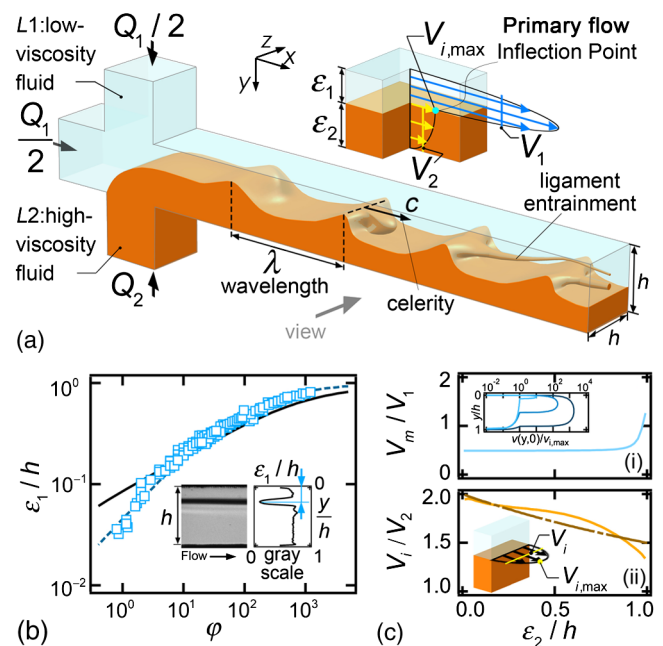 L1:low-
viscosity
fluid
Q1 / 2
Q1
2
z
x
y
Primary flow
Inflection Point
Vi,max
ε1
ε2
V1
V2
ligament
entrainment
c
L2:high-
viscosity
fluid
λ
wavelength
celerity
Q2
view
h
h
(a)
10^0
10^-1
10^-2
ε1/h
ε1 / h
0
y
h
1
h
Flow
0
1
gray
scale
10^0
10^1
10^2
10^3
φ
(b)
2
1
0
Vm/V1
10^-2
10^0
10^2
10^4
0
y/h
1
v(y,0)/vi,max
(i)
2.0
1.5
1.0
Vi/V2
Vi
Vi,max
(ii)
0.0
0.5
1.0
ε2 / h
(c)